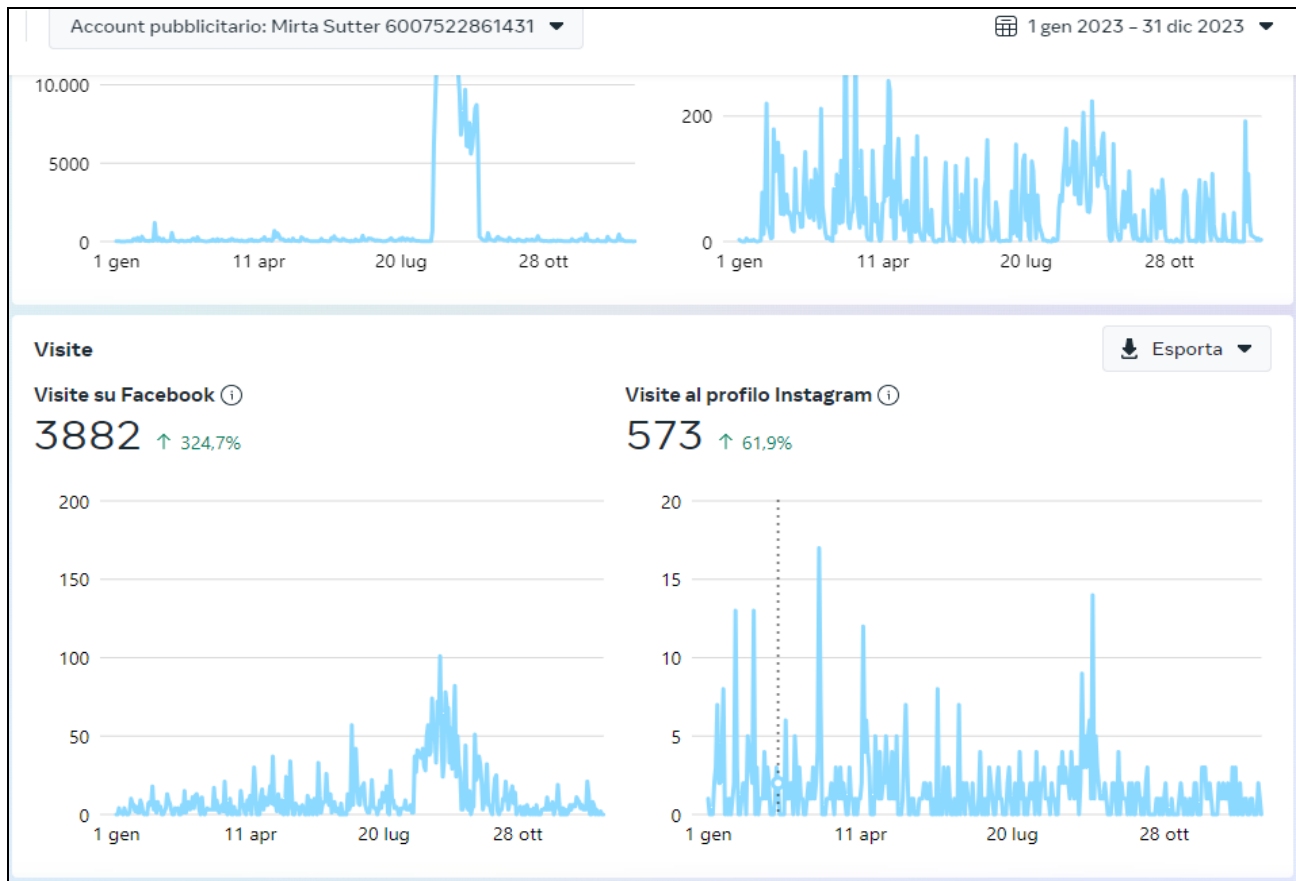 Account pubblicitario: Mirta Sutter 6007522861431
1 gen 2023 – 31 dic 2023
10.000
5000
0
1 gen 11 apr 20 lug 28 ott
200
0
1 gen 11 apr 20 lug 28 ott
Visite
Esporta
Visite su Facebook
3882 ↑ 324,7%
200
150
100
50
0
1 gen 11 apr 20 lug 28 ott
Visite al profilo Instagram
573 ↑ 61,9%
20
15
10
5
0
1 gen 11 apr 20 lug 28 ott